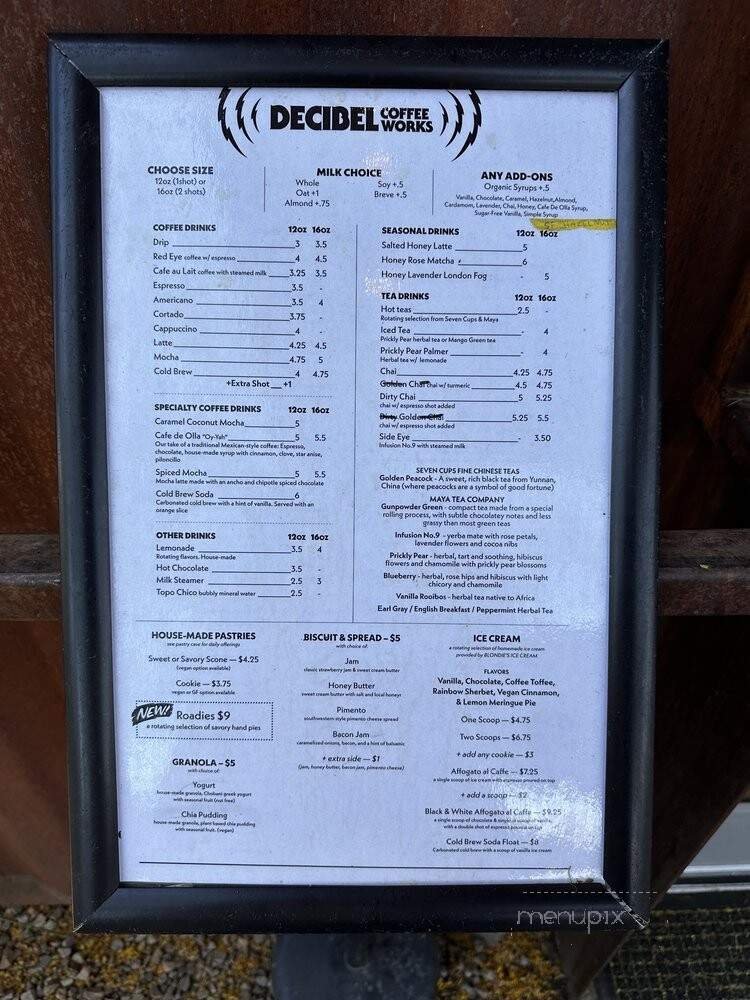 DECIBEL COFFEE WORKS
CHOOSE SIZE
12oz (1shot) or
16oz (2 shots)
MILK CHOICE
Whole
Oat +1
Almond +.75
Soy +.5
Breve +.5
ANY ADD-ONS
Organic Syrups +.5
Vanilla, Chocolate, Caramel, Hazelnut,Almond,
Cardamom, Lavender, Chai, Honey, Cafe De Olla Syrup,
Sugar-Free Vanilla, Simple Syrup
COFFEE DRINKS 12oz 16oz
Drip 3 3.5
Red Eye coffee w/ espresso 4 4.5
Cafe au Lait coffee with steamed milk 3.25 3.5
Espresso 3.5 -
Americano 3.5 4
Cortado 3.75 -
Cappuccino 4 -
Latte 4.25 4.5
Mocha 4.75 5
Cold Brew 4 4.75
+Extra Shot +1
SPECIALTY COFFEE DRINKS 12oz 16oz
Caramel Coconut Mocha 5
Cafe de Olla "Oy-Yah" 5 5.5
Our take of a traditional Mexican-style coffee: Espresso,
chocolate, house-made syrup with cinnamon, clove, star anise,
piloncillo
Spiced Mocha 5 5.5
Mocha latte made with an ancho and chipotle spiced chocolate
Cold Brew Soda 6
Carbonated cold brew with a hint of vanilla. Served with an
orange slice
OTHER DRINKS 12oz 16oz
Lemonade 3.5 4
Rotating flavors. House-made
Hot Chocolate 3.5 -
Milk Steamer 2.5 3
Topo Chico bubbly mineral water 2.5 -
SEASONAL DRINKS 12oz 16oz
Salted Honey Latte 5
Honey Rose Matcha 6
Honey Lavender London Fog - 5
TEA DRINKS 12oz 16oz
Hot teas 2.5 -
Rotating selection from Seven Cups & Maya
Iced Tea - 4
Prickly Pear herbal tea or Mango Green tea
Prickly Pear Palmer - 4
Herbal tea w/ lemonade
Chai 4.25 4.75
Golden Chai chai w/ turmeric 4.5 4.75
Dirty Chai 5 5.25
chai w/ espresso shot added
Dirty Golden Chai 5.25 5.5
chai w/ espresso shot added
Side Eye - 3.50
Infusion No.9 with steamed milk
SEVEN CUPS FINE CHINESE TEAS
Golden Peacock - A sweet, rich black tea from Yunnan,
China (where peacocks are a symbol of good fortune)
MAYA TEA COMPANY
Gunpowder Green - compact tea made from a special
rolling process, with subtle chocolatey notes and less
grassy than most green teas
Infusion No.9 - yerba mate with rose petals,
lavender flowers and cocoa nibs
Prickly Pear - herbal, tart and soothing, hibiscus
flowers and chamomile with prickly pear blossoms
Blueberry - herbal, rose hips and hibiscus with light
chicory and chamomile
Vanilla Rooibos - herbal tea native to Africa
Earl Gray / English Breakfast / Peppermint Herbal Tea
HOUSE-MADE PASTRIES
see pastry case for daily offerings
Sweet or Savory Scone — $4.25
(vegan option available)
Cookie — $3.75
vegan or GF option available
NEW! Roadies $9
a rotating selection of savory hand pies
GRANOLA – $5
with choice of:
Yogurt
house-made granola, Chobani greek yogurt
with seasonal fruit (nut free)
Chia Pudding
house-made granola, plant based chia pudding
with seasonal fruit. (vegan)
BISCUIT & SPREAD – $5
with choice of:
Jam
classic strawberry jam & sweet cream butter
Honey Butter
sweet cream butter with salt and local honeyr
Pimento
southwestern style pimento cheese spread
Bacon Jam
caramelized onions, bacon, and a hint of balsamic
+ extra side — $1
(jam, honey butter, bacon jam, pimento cheese)
ICE CREAM
a rotating selection of homemade ice cream
provided by BLONDIE'S ICE CREAM
FLAVORS
Vanilla, Chocolate, Coffee Toffee,
Rainbow Sherbet, Vegan Cinnamon,
& Lemon Meringue Pie
One Scoop — $4.75
Two Scoops — $6.75
+ add any cookie — $3
Affogato al Caffe — $7.25
a single scoop of ice cream with espresso poured on top
+ add a scoop — $2
Black & White Affogato al Caffe — $9.25
a single scoop of chocolate & single scoop of vanilla,
with a double shot of espresso poured on top
Cold Brew Soda Float — $8
Carbonated cold brew with a scoop of vanilla ice cream
menupix